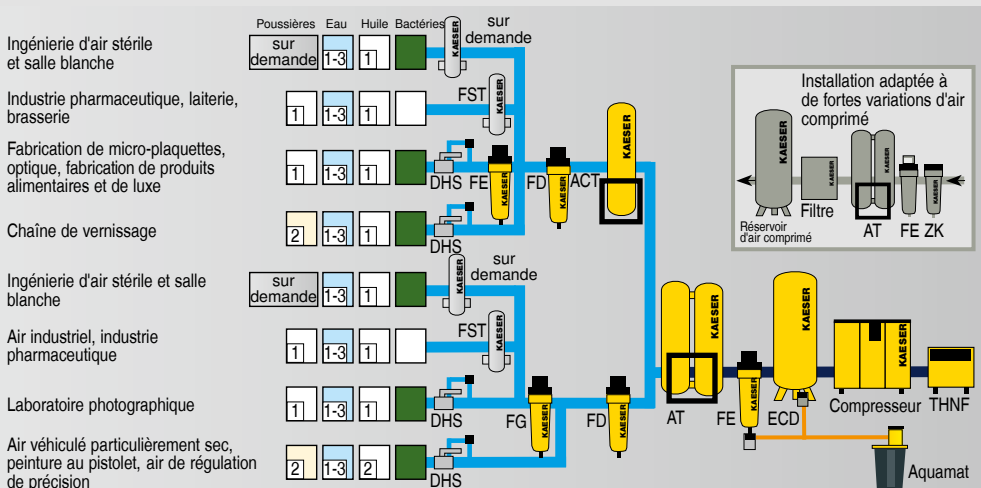 Poussières Eau Huile Bactéries
Ingénierie d'air stérile
et salle blanche
sur
demande
1-3
1
KAESER
sur
demande
Industrie pharmaceutique, laiterie,
brasserie
1
1-3
1
FST
KAESER
Fabrication de micro-plaquettes,
optique, fabrication de produits
alimentaires et de luxe
1
1-3
1
DHS
FE
KAESER
FD
KAESER
ACT
KAESER
Chaîne de vernissage
2
1-3
1
DHS
Ingénierie d'air stérile et salle
blanche
sur
demande
1-3
1
KAESER
sur
demande
Air industriel, industrie
pharmaceutique
1
1-3
1
FST
KAESER
Laboratoire photographique
1
1-3
1
DHS
FG
KAESER
FD
KAESER
Air véhiculé particulièrement sec,
peinture au pistolet, air de régulation
de précision
2
1-3
2
DHS
AT
KAESER
FE
KAESER
ECD
KAESER
Compresseur
KAESER
THNF
Aquamat
Installation adaptée à
de fortes variations d'air
comprimé
KAESER
Réservoir
d'air comprimé
Filtre
KAESER
AT
KAESER
FE
KAESER
ZK
KAESER